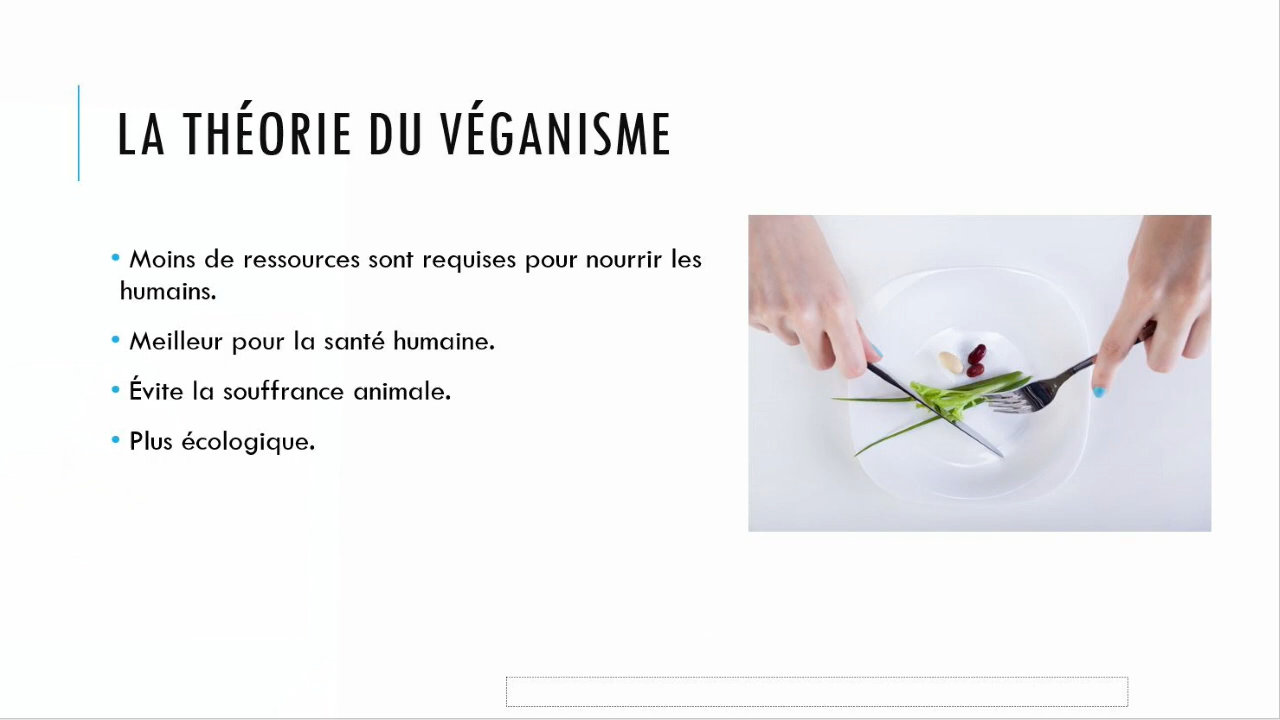 LA THÉORIE DU VÉGANISME
• Moins de ressources sont requises pour nourrir les
humains.
• Meilleur pour la santé humaine.
• Évite la souffrance animale.
• Plus écologique.